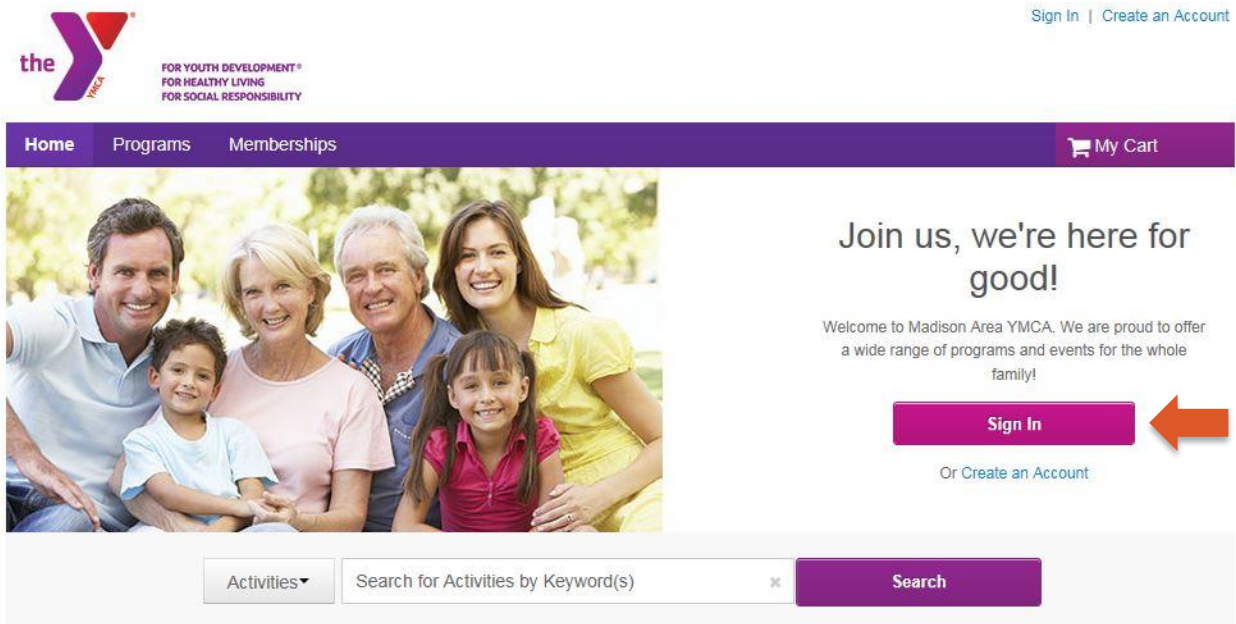 Sign In | Create an Account
the
YMCA
FOR YOUTH DEVELOPMENT®
FOR HEALTHY LIVING
FOR SOCIAL RESPONSIBILITY
Home Programs Memberships My Cart
Join us, we're here for
good!
Welcome to Madison Area YMCA. We are proud to offer
a wide range of programs and events for the whole
family!
Sign In
Or Create an Account
Activities Search for Activities by Keyword(s) Search